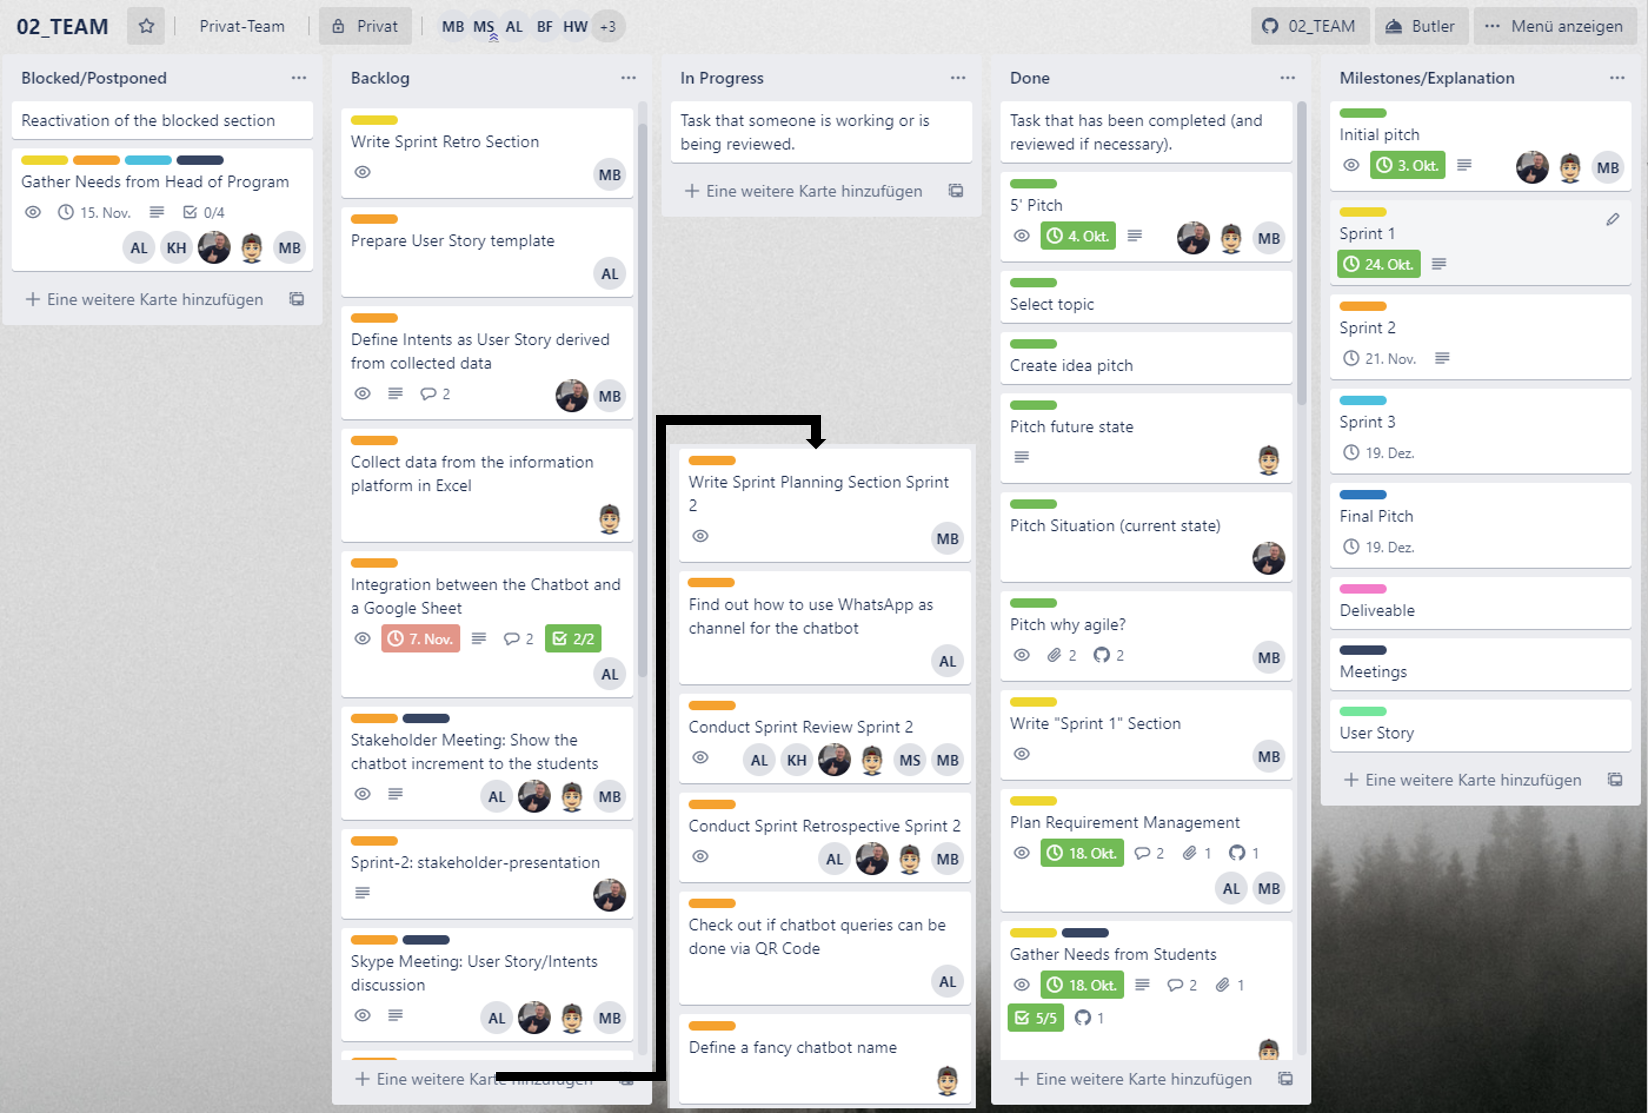 02_TEAM
Privat-Team
Privat
MB MS AL BF HW +3
02_TEAM
Butler
Menü anzeigen
Blocked/Postponed
Reactivation of the blocked section
Gather Needs from Head of Program
15. Nov. 0/4
AL KH MB
Eine weitere Karte hinzufügen
Backlog
Write Sprint Retro Section
MB
Prepare User Story template
AL
Define Intents as User Story derived
from collected data
2 MB
Collect data from the information
platform in Excel
Integration between the Chatbot and
a Google Sheet
7. Nov. 2 2/2
AL
Stakeholder Meeting: Show the
chatbot increment to the students
AL MB
Sprint-2: stakeholder-presentation
Skype Meeting: User Story/Intents
discussion
AL MB
Eine weitere Karte hinzufügen
In Progress
Task that someone is working or is
being reviewed.
Eine weitere Karte hinzufügen
Write Sprint Planning Section Sprint
2
MB
Find out how to use WhatsApp as
channel for the chatbot
AL
Conduct Sprint Review Sprint 2
AL KH MS MB
Conduct Sprint Retrospective Sprint 2
AL MB
Check out if chatbot queries can be
done via QR Code
AL
Define a fancy chatbot name
Done
Task that has been completed (and
reviewed if necessary).
5' Pitch
4. Okt. MB
Select topic
Create idea pitch
Pitch future state
Pitch Situation (current state)
Pitch why agile?
2 2 MB
Write "Sprint 1" Section
MB
Plan Requirement Management
18. Okt. 2 1 1
AL MB
Gather Needs from Students
18. Okt. 2 1
5/5 1
Eine weitere Karte hinzufügen
Milestones/Explanation
Initial pitch
3. Okt. MB
Sprint 1
24. Okt.
Sprint 2
21. Nov.
Sprint 3
19. Dez.
Final Pitch
19. Dez.
Deliveable
Meetings
User Story
Eine weitere Karte hinzufügen